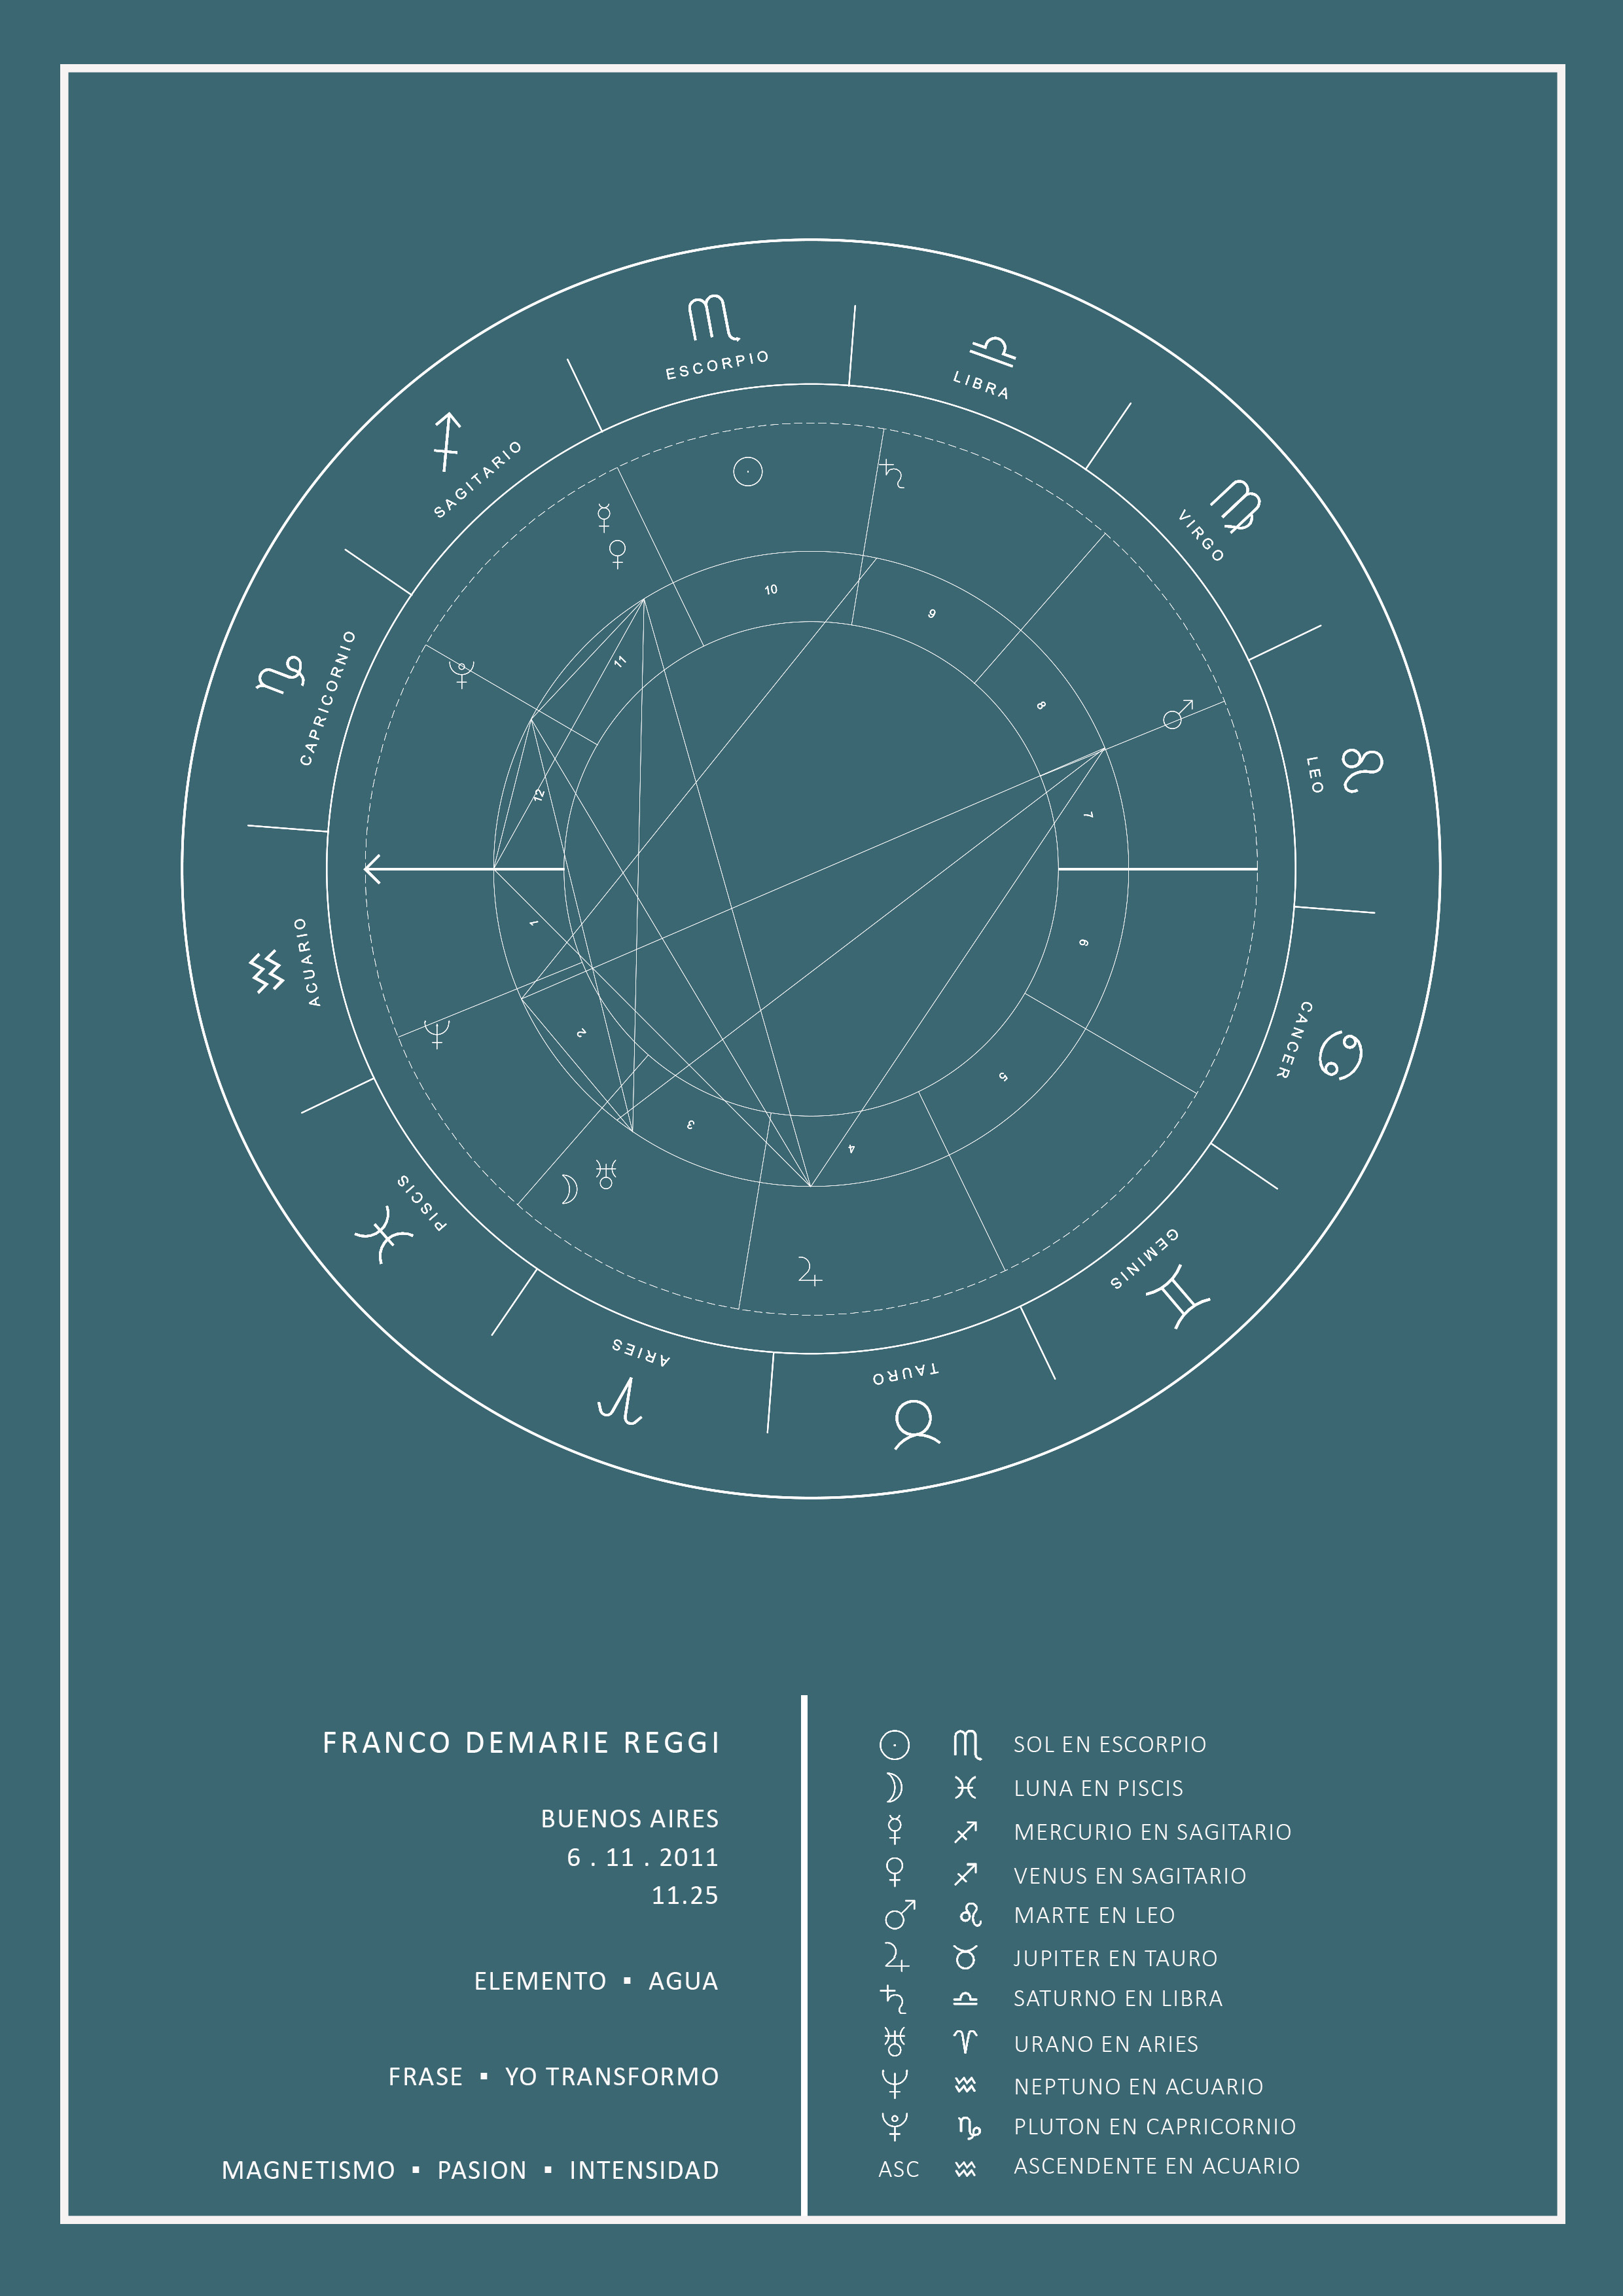 ESCORPIO
LIBRA
VIRGO
LEO
CANCER
GEMINIS
TAURO
ARIES
PISCIS
ACUARIO
CAPRICORNIO
SAGITARIO
10
9
8
7
6
5
4
3
2
1
12
11
FRANCO DEMARIE REGGI
BUENOS AIRES
6 . 11 . 2011
11.25
ELEMENTO ▪ AGUA
FRASE ▪ YO TRANSFORMO
MAGNETISMO ▪ PASION ▪ INTENSIDAD
SOL EN ESCORPIO
LUNA EN PISCIS
MERCURIO EN SAGITARIO
VENUS EN SAGITARIO
MARTE EN LEO
JUPITER EN TAURO
SATURNO EN LIBRA
URANO EN ARIES
NEPTUNO EN ACUARIO
PLUTON EN CAPRICORNIO
ASC ASCENDENTE EN ACUARIO